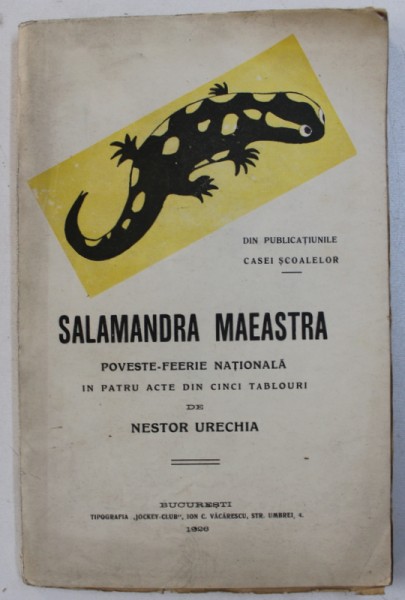 DIN PUBLICAȚIUNILE
CASEI ȘCOALELOR
SALAMANDRA MAEASTRA
POVESTE-FEERIE NAȚIONALĂ
IN PATRU ACTE DIN CINCI TABLOURI
DE
NESTOR URECHIA
BUCUREȘTI
TIPOGRAFIA „JOCKEY-CLUB", ION C. VĂCĂRESCU, STR. UMBREI, 4.
1926